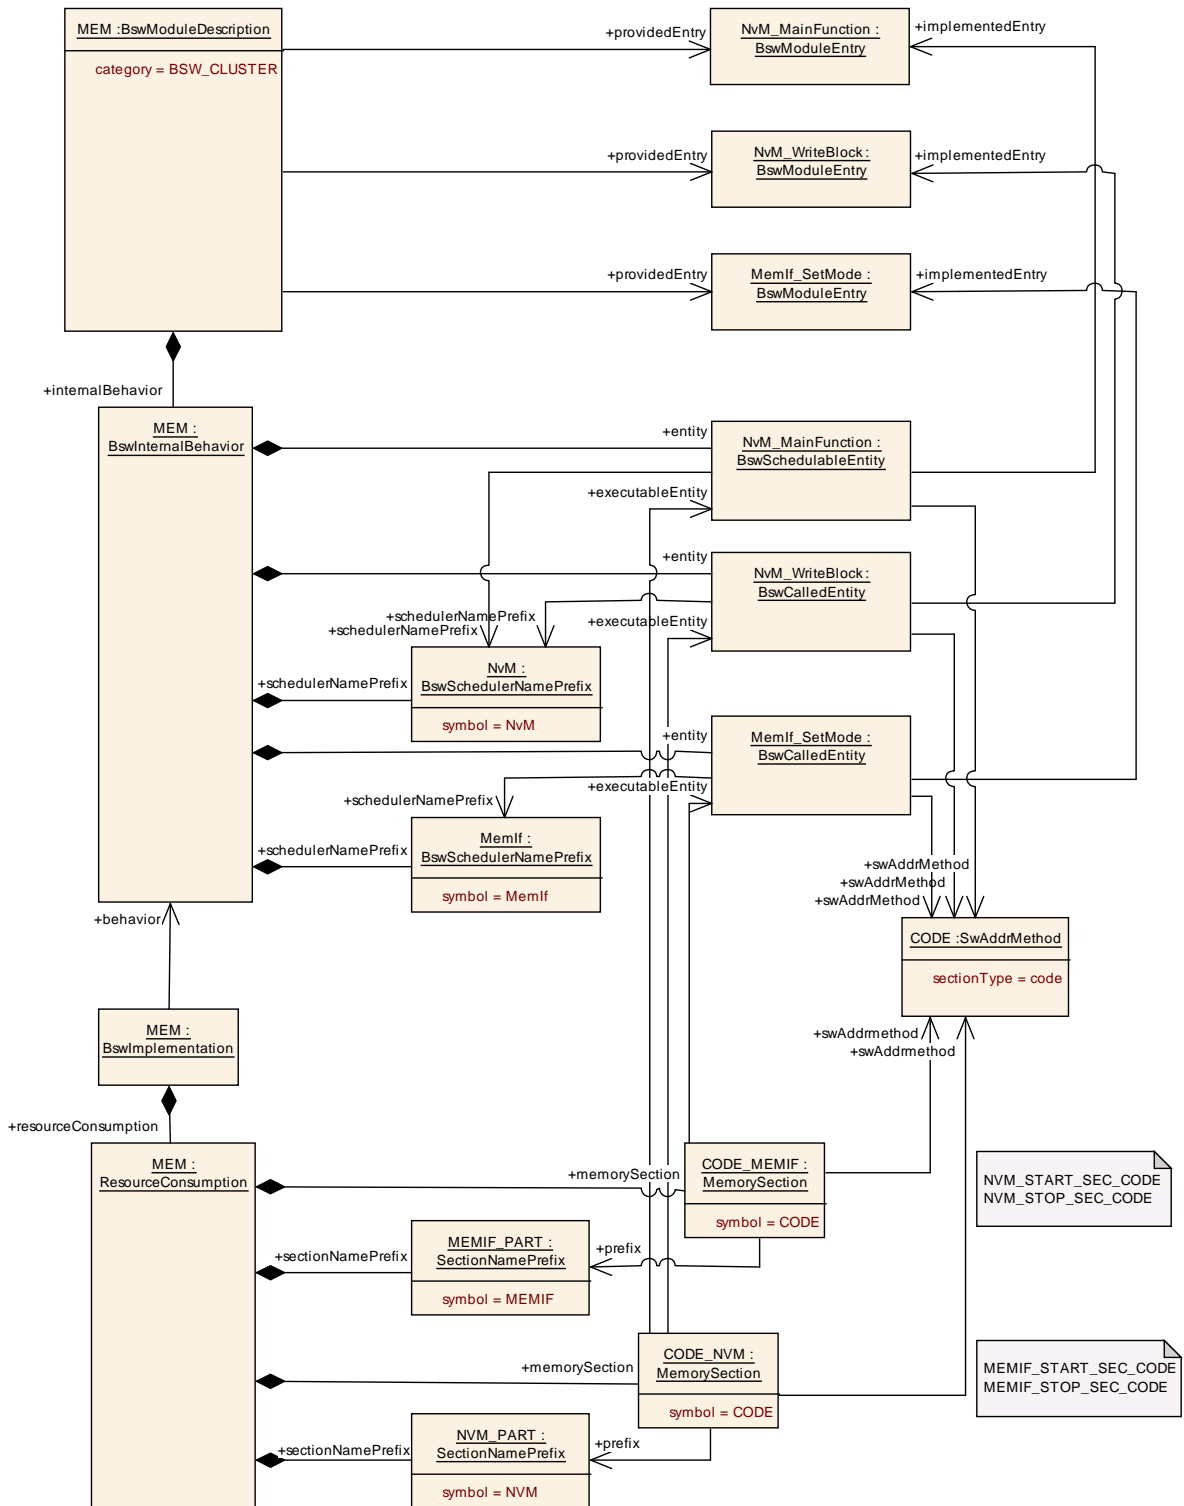 MEM :BswModuleDescription
category = BSW_CLUSTER
+providedEntry
NvM_MainFunction :
BswModuleEntry
+implementedEntry
+providedEntry
NvM_WriteBlock :
BswModuleEntry
+implementedEntry
+providedEntry
MemIf_SetMode :
BswModuleEntry
+implementedEntry
+internalBehavior
MEM :
BswInternalBehavior
+entity
NvM_MainFunction :
BswSchedulableEntity
+executableEntity
+entity
NvM_WriteBlock :
BswCalledEntity
+schedulerNamePrefix
+executableEntity
+schedulerNamePrefix
+schedulerNamePrefix
NvM :
BswSchedulerNamePrefix
symbol = NvM
+entity
MemIf_SetMode :
BswCalledEntity
+executableEntity
+schedulerNamePrefix
+schedulerNamePrefix
MemIf :
BswSchedulerNamePrefix
symbol = MemIf
+swAddrMethod
+swAddrMethod
+swAddrMethod
+behavior
CODE :SwAddrMethod
sectionType = code
MEM :
BswImplementation
+swAddrmethod
+swAddrmethod
+resourceConsumption
MEM :
ResourceConsumption
+memorySection
CODE_MEMIF :
MemorySection
symbol = CODE
NVM_START_SEC_CODE
NVM_STOP_SEC_CODE
+sectionNamePrefix
MEMIF_PART :
SectionNamePrefix
symbol = MEMIF
+prefix
+memorySection
CODE_NVM :
MemorySection
symbol = CODE
MEMIF_START_SEC_CODE
MEMIF_STOP_SEC_CODE
+sectionNamePrefix
NVM_PART :
SectionNamePrefix
symbol = NVM
+prefix